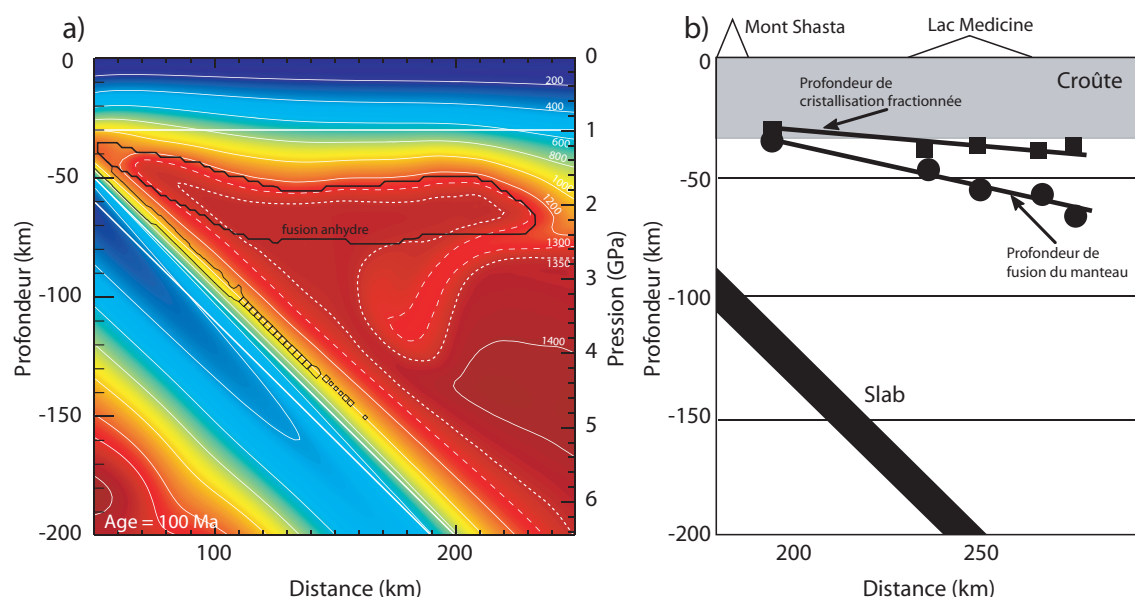 a)
-0
-50
-100
-150
-200
Profondeur (km)
200
400
600
800
100
1200
1300
1350
1400
fusion anhydre
Age = 100 Ma
0
1
2
3
4
5
6
Pression (GPa)
100
200
Distance (km)
b)
Mont Shasta
Lac Medicine
0
-50
-100
-150
-200
Profondeur (km)
Croûte
Profondeur de
cristallisation fractionnée
Profondeur de
fusion du manteau
Slab
200
250
Distance (km)